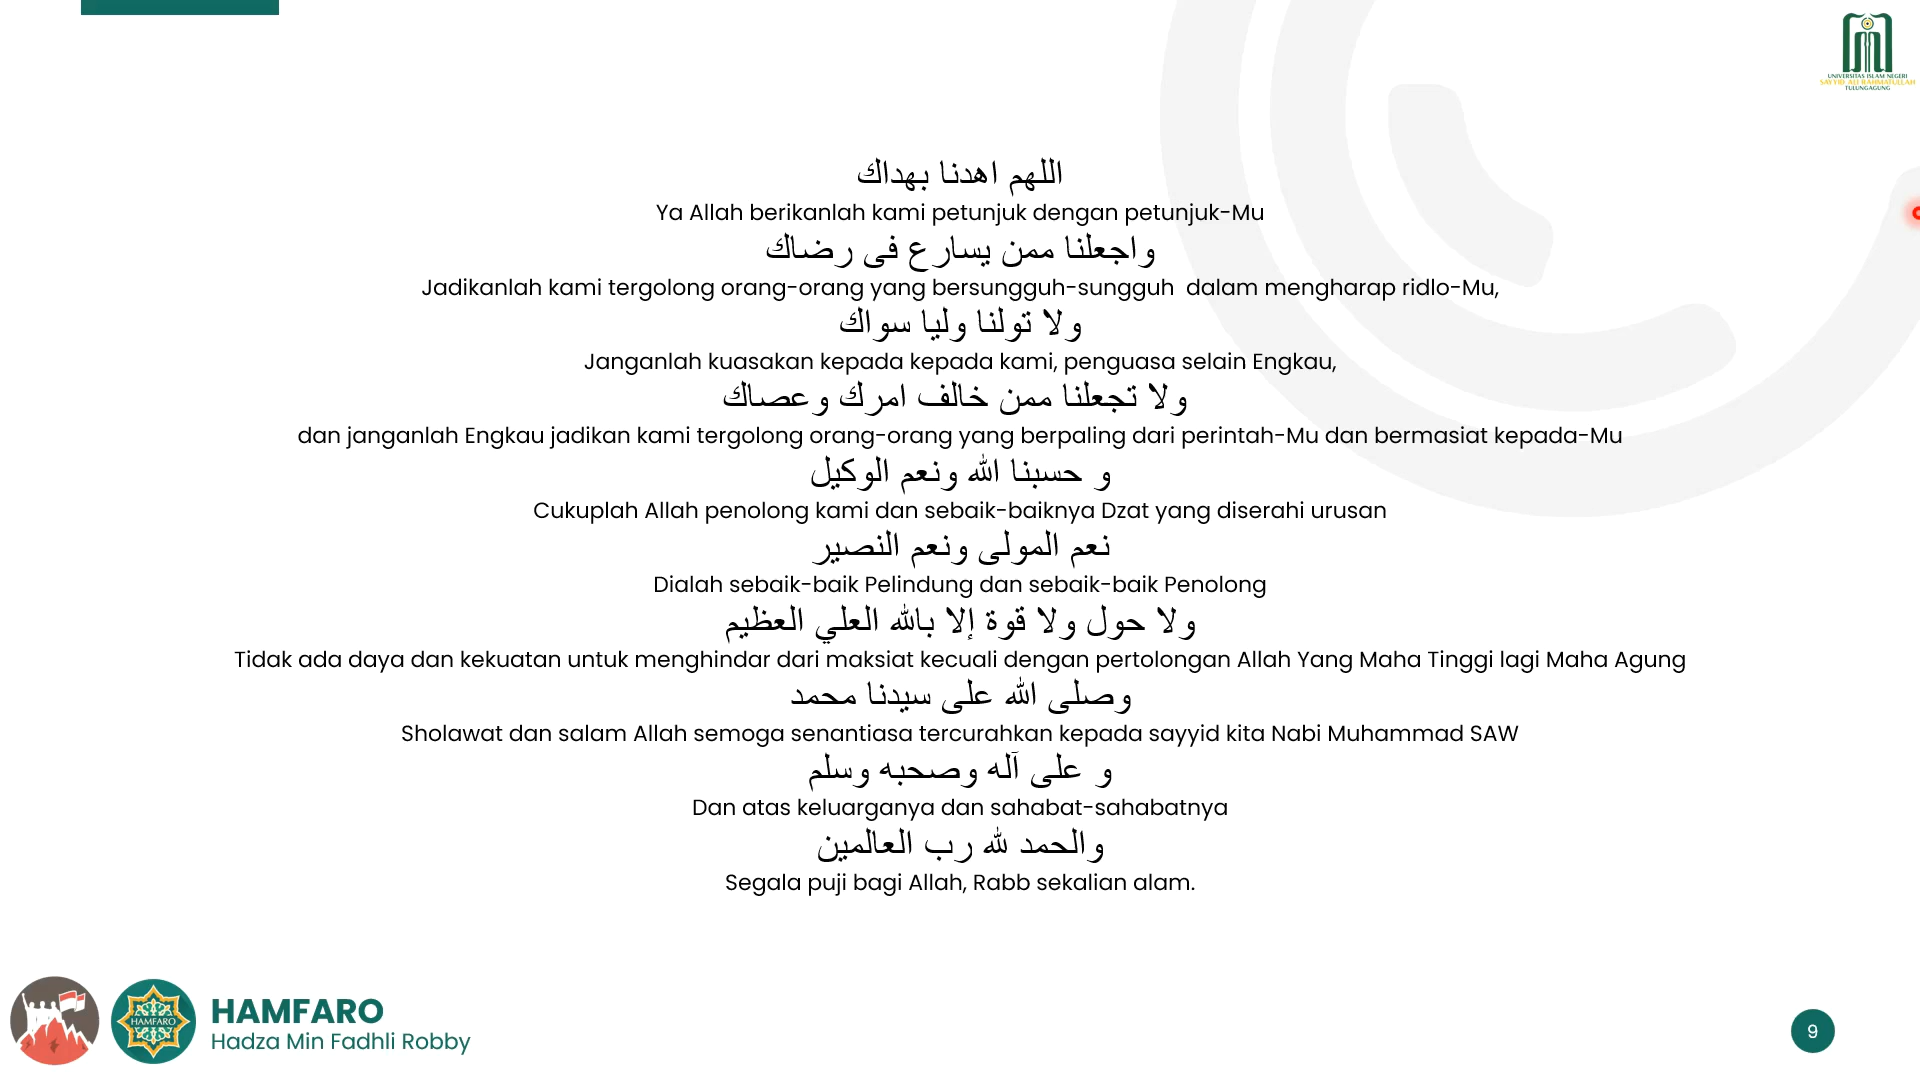 UNIVERSITAS ISLAM NEGERI
SAYYID ALI RAHMATULLAH
TULUNGAGUNG
اللهم اهدنا بهداك
Ya Allah berikanlah kami petunjuk dengan petunjuk-Mu
واجعلنا ممن يسارع فى رضاك
Jadikanlah kami tergolong orang-orang yang bersungguh-sungguh  dalam mengharap ridlo-Mu,
ولا تولنا وليا سواك
Janganlah kuasakan kepada kepada kami, penguasa selain Engkau,
ولا تجعلنا ممن خالف امرك وعصاك
dan janganlah Engkau jadikan kami tergolong orang-orang yang berpaling dari perintah-Mu dan bermasiat kepada-Mu
و حسبنا الله ونعم الوكيل
Cukuplah Allah penolong kami dan sebaik-baiknya Dzat yang diserahi urusan
نعم المولى ونعم النصير
Dialah sebaik-baik Pelindung dan sebaik-baik Penolong
ولا حول ولا قوة إلا بالله العلي العظيم
Tidak ada daya dan kekuatan untuk menghindar dari maksiat kecuali dengan pertolongan Allah Yang Maha Tinggi lagi Maha Agung
وصلى الله على سيدنا محمد
Sholawat dan salam Allah semoga senantiasa tercurahkan kepada sayyid kita Nabi Muhammad SAW
و على آله وصحبه وسلم
Dan atas keluarganya dan sahabat-sahabatnya
والحمد لله رب العالمين
Segala puji bagi Allah, Rabb sekalian alam.
HAMFARO
HAMFARO
Hadza Min Fadhli Robby
9